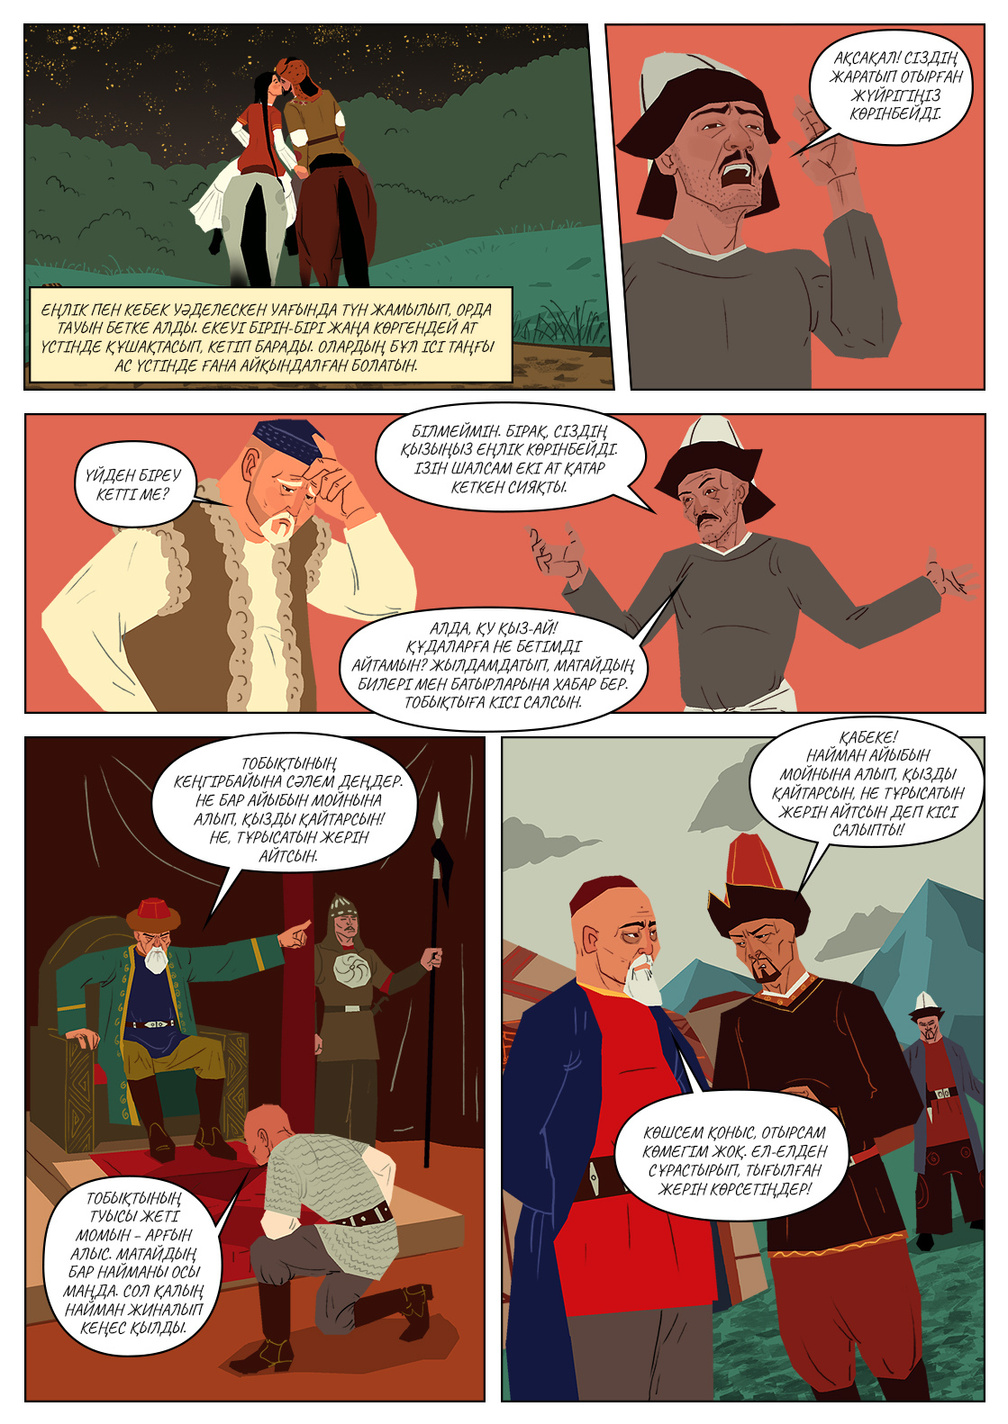 ЕҢЛІК ПЕН КЕБЕК УӘДЕЛЕСКЕН УАҒЫНДА ТҮН ЖАМЫЛЫП, ОРДА
ТАУЫН БЕТКЕ АЛДЫ. ЕКЕУІ БІРІН-БІРІ ЖАҢА КӨРГЕНДЕЙ АТ
ҮСТІНДЕ ҚҰШАҚТАСЫП, КЕТІП БАРАДЫ. ОЛАРДЫҢ БҰЛ ІСІ ТАҢҒЫ
АС ҮСТІНДЕ ҒАНА АЙҚЫНДАЛҒАН БОЛАТЫН.
АҚСАҚАЛ! СІЗДІҢ
ЖАРАТЫП ОТЫРҒАН
ЖҮЙРІГІҢІЗ
КӨРІНБЕЙДІ.
ҮЙДЕН БІРЕУ
КЕТТІ МЕ?
БІЛМЕЙМІН. БІРАҚ, СІЗДІҢ
ҚЫЗЫҢЫЗ ЕҢЛІК КӨРІНБЕЙДІ.
ІЗІН ШАЛСАМ ЕКІ АТ ҚАТАР
КЕТКЕН СИЯҚТЫ.
АЛДА, ҚУ ҚЫЗ-АЙ!
ҚҰДАЛАРҒА НЕ БЕТІМДІ
АЙТАМЫН? ЖЫЛДАМДАТЫП, МАТАЙДЫҢ
БИЛЕРІ МЕН БАТЫРЛАРЫНА ХАБАР БЕР.
ТОБЫҚТЫҒА КІСІ САЛСЫН.
ТОБЫҚТЫНЫҢ
КЕҢГІРБАЙЫНА СӘЛЕМ ДЕҢДЕР.
НЕ БАР АЙЫБЫН МОЙНЫНА
АЛЫП, ҚЫЗДЫ ҚАЙТАРСЫН!
НЕ, ТҰРЫСАТЫН ЖЕРІН
АЙТСЫН.
ТОБЫҚТЫНЫҢ
ТУЫСЫ ЖЕТІ
МОМЫН – АРҒЫН
АЛЫС. МАТАЙДЫҢ
БАР НАЙМАНЫ ОСЫ
МАҢДА. СОЛ ҚАЛЫҢ
НАЙМАН ЖИНАЛЫП
КЕҢЕС ҚЫЛДЫ.
ҚАБЕКЕ!
НАЙМАН АЙЫБЫН
МОЙНЫНА АЛЫП, ҚЫЗДЫ
ҚАЙТАРСЫН, НЕ ТҰРЫСАТЫН
ЖЕРІН АЙТСЫН ДЕП КІСІ
САЛЫПТЫ!
КӨШСЕМ ҚОНЫС, ОТЫРСАМ
КӨМЕГІМ ЖОҚ. ЕЛ-ЕЛДЕН
СҰРАСТЫРЫП, ТЫҒЫЛҒАН
ЖЕРІН КӨРСЕТІҢДЕР!